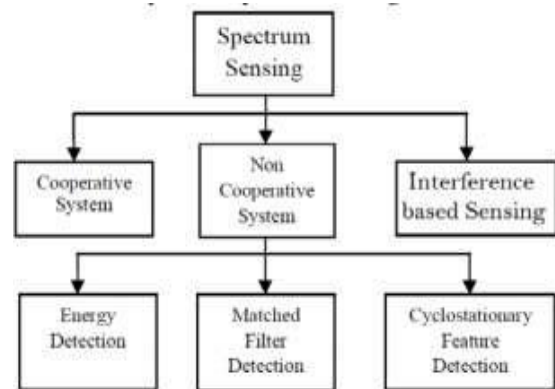 Spectrum
Sensing
Cooperative
System
Non
Cooperative
System
Interference
based Sensing
Energy
Detection
Matched
Filter
Detection
Cyclostationary
Feature
Detection